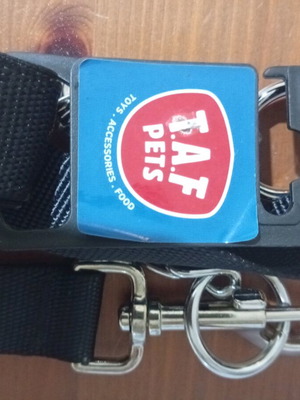 T.A.F
PETS
TOYS . ACCESSORIES . FOOD